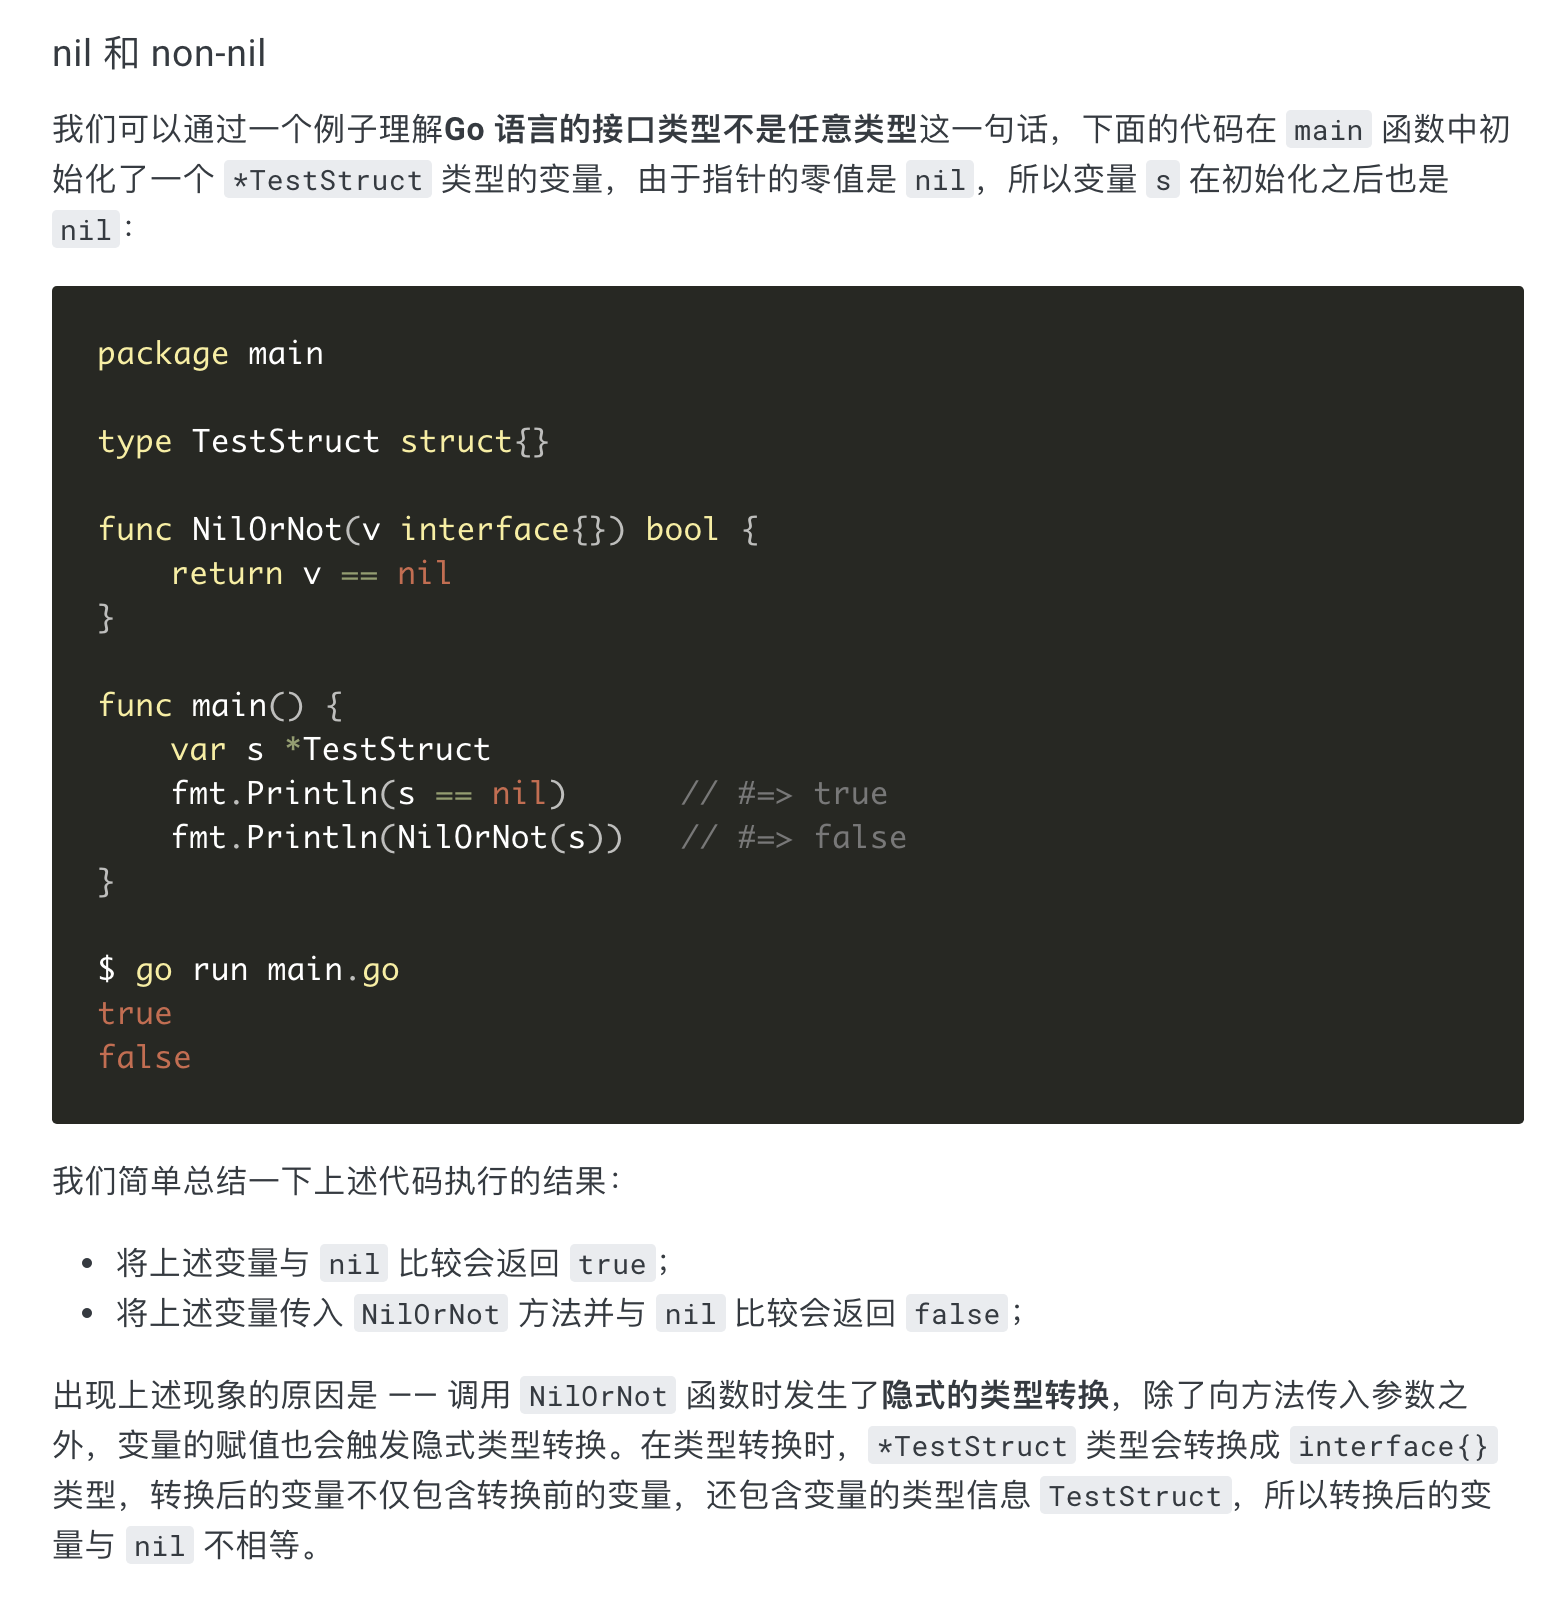 nil 和 non-nil
我们可以通过一个例子理解Go 语言的接口类型不是任意类型这一句话，下面的代码在 main 函数中初
始化了一个 *TestStruct 类型的变量，由于指针的零值是 nil，所以变量 s 在初始化之后也是
nil：
package main
type TestStruct struct{}
func NilOrNot(v interface{}) bool {
    return v == nil
}
func main() {
    var s *TestStruct
    fmt.Println(s == nil)      // #=> true
    fmt.Println(NilOrNot(s))   // #=> false
}
$ go run main.go
true
false
我们简单总结一下上述代码执行的结果：
• 将上述变量与 nil 比较会返回 true；
• 将上述变量传入 NilOrNot 方法并与 nil 比较会返回 false；
出现上述现象的原因是 —— 调用 NilOrNot 函数时发生了隐式的类型转换，除了向方法传入参数之
外，变量的赋值也会触发隐式类型转换。在类型转换时，*TestStruct 类型会转换成 interface{}
类型，转换后的变量不仅包含转换前的变量，还包含变量的类型信息 TestStruct，所以转换后的变
量与 nil 不相等。